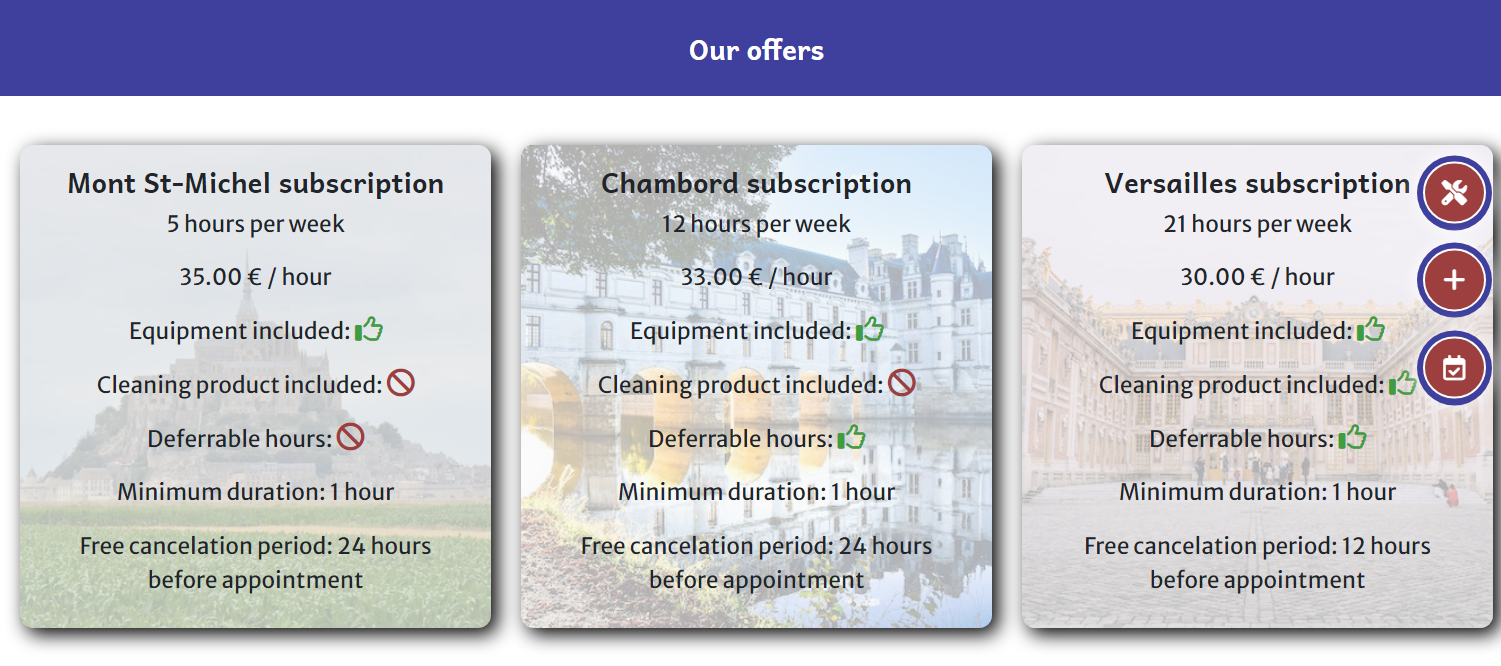 Our offers
Mont St-Michel subscription
5 hours per week
35.00 € / hour
Equipment included:
Cleaning product included:
Deferrable hours:
Minimum duration: 1 hour
Free cancelation period: 24 hours
before appointment
Chambord subscription
12 hours per week
33.00 € / hour
Equipment included:
Cleaning product included:
Deferrable hours:
Minimum duration: 1 hour
Free cancelation period: 24 hours
before appointment
Versailles subscription
21 hours per week
30.00 € / hour
Equipment included:
Cleaning product included:
Deferrable hours:
Minimum duration: 1 hour
Free cancelation period: 12 hours
before appointment